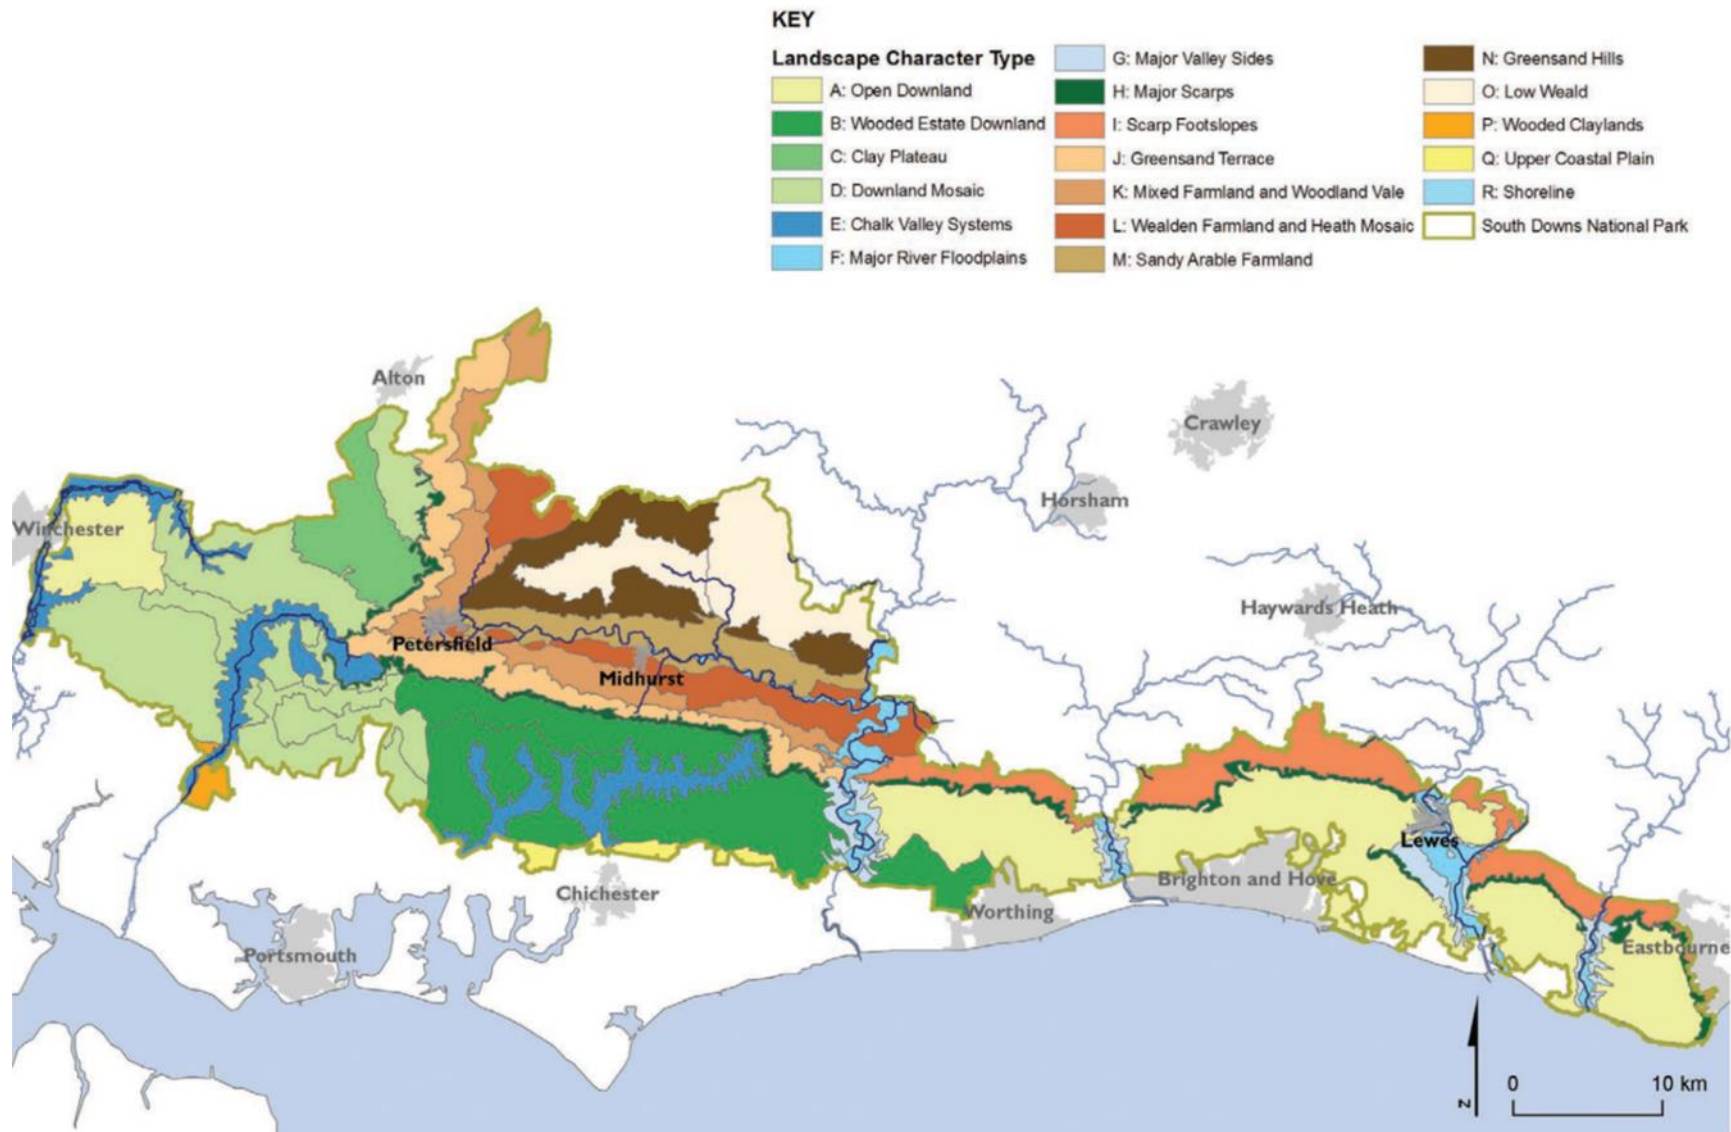 KEY
Landscape Character Type
A: Open Downland
B: Wooded Estate Downland
C: Clay Plateau
D: Downland Mosaic
E: Chalk Valley Systems
F: Major River Floodplains
G: Major Valley Sides
H: Major Scarps
I: Scarp Footslopes
J: Greensand Terrace
K: Mixed Farmland and Woodland Vale
L: Wealden Farmland and Heath Mosaic
M: Sandy Arable Farmland
N: Greensand Hills
O: Low Weald
P: Wooded Claylands
Q: Upper Coastal Plain
R: Shoreline
South Downs National Park
Alton
Crawley
Horsham
Winchester
Haywards Heath
Petersfield
Midhurst
Lewes
Chichester
Brighton and Hove
Worthing
Portsmouth
Eastbourne
0 10 km
N